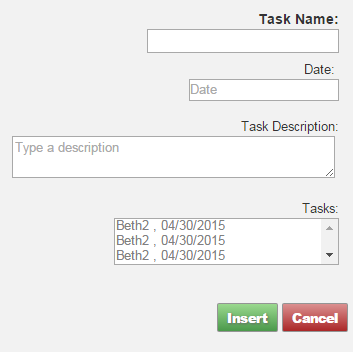 Task Name:
Date:
Date
Task Description:
Type a description
Tasks:
Beth2 , 04/30/2015
Beth2 , 04/30/2015
Beth2 , 04/30/2015
Insert Cancel